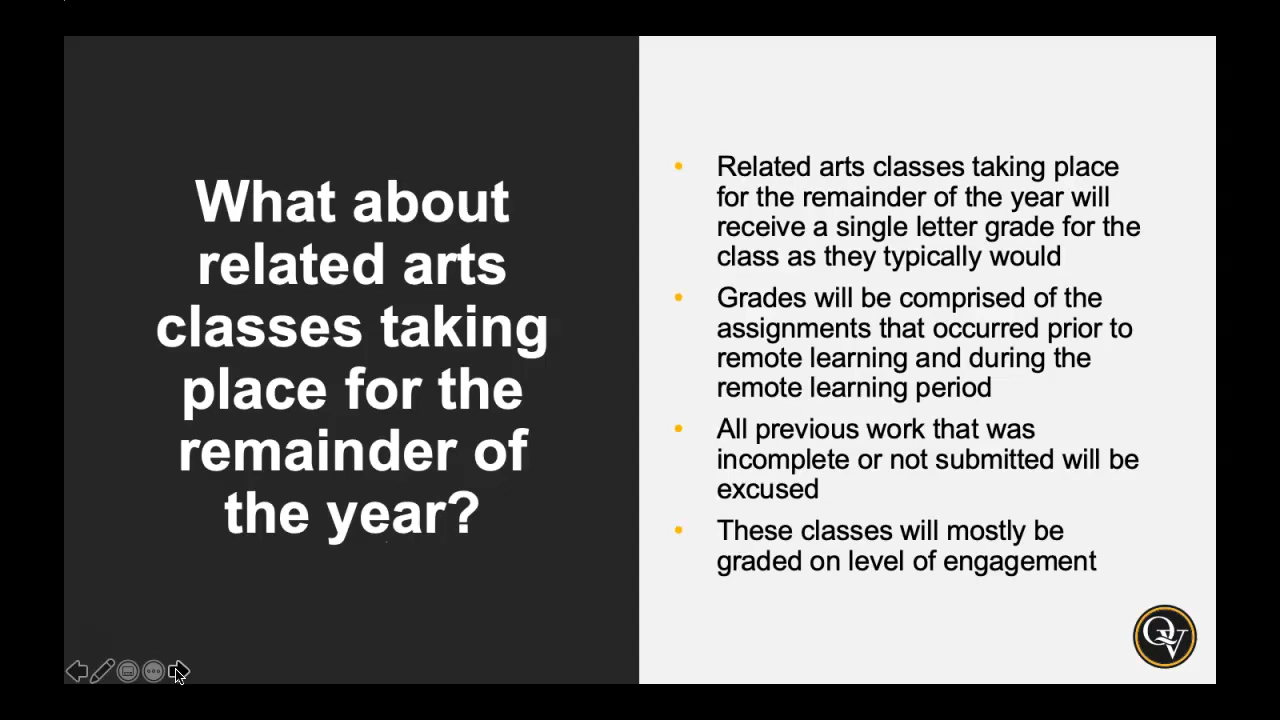 What about
related arts
classes taking
place for the
remainder of
the year?
• Related arts classes taking place
for the remainder of the year will
receive a single letter grade for the
class as they typically would
• Grades will be comprised of the
assignments that occurred prior to
remote learning and during the
remote learning period
• All previous work that was
incomplete or not submitted will be
excused
• These classes will mostly be
graded on level of engagement
QV